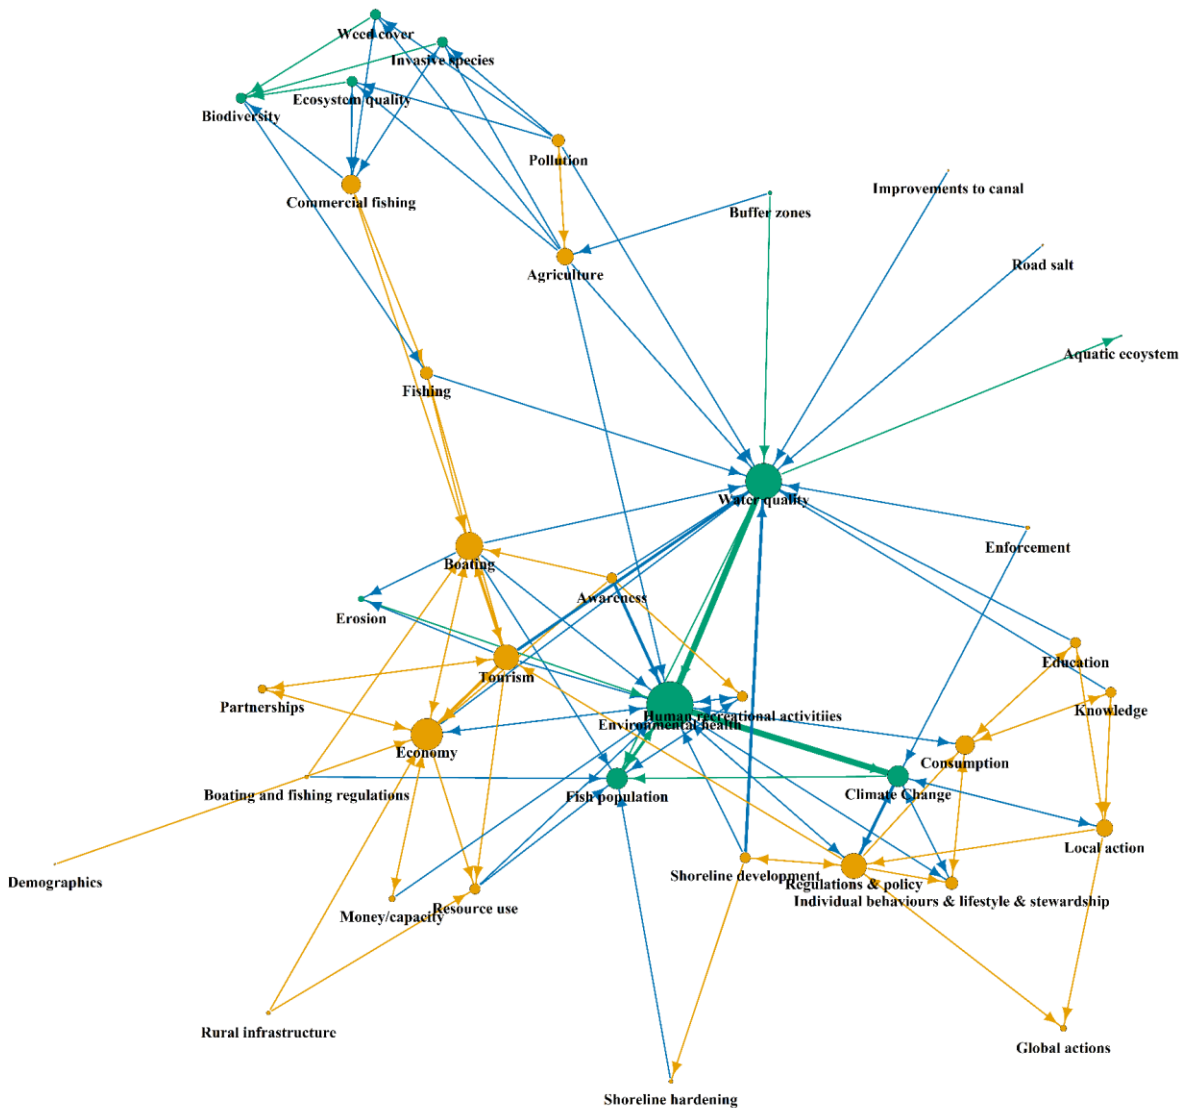 Weed cover
Invasive species
Ecosystem quality
Biodiversity
Pollution
Commercial fishing
Improvements to canal
Buffer zones
Road salt
Agriculture
Aquatic ecoystem
Fishing
Water quality
Enforcement
Boating
Awareness
Erosion
Education
Tourism
Partnerships
Knowledge
Human recreational activitiies
Environmental health
Economy
Consumption
Boating and fishing regulations
Fish population
Climate Change
Local action
Demographics
Shoreline development
Regulations & policy
Individual behaviours & lifestyle & stewardship
Resource use
Money/capacity
Rural infrastructure
Global actions
Shoreline hardening